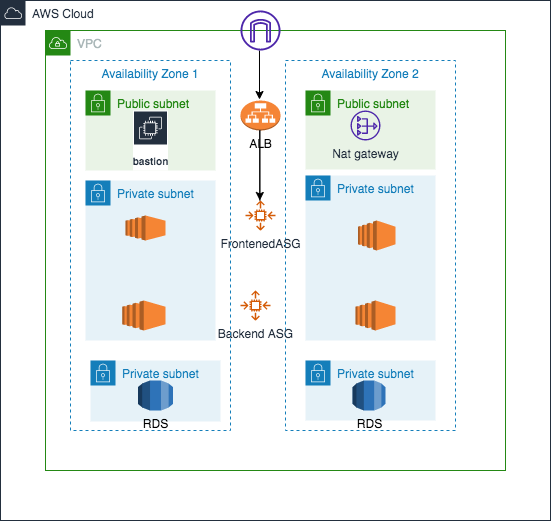 AWS Cloud
VPC
Availability Zone 1
Availability Zone 2
Public subnet
Public subnet
bastion
ALB
Nat gateway
Private subnet
Private subnet
FrontenedASG
Backend ASG
Private subnet
Private subnet
RDS
RDS